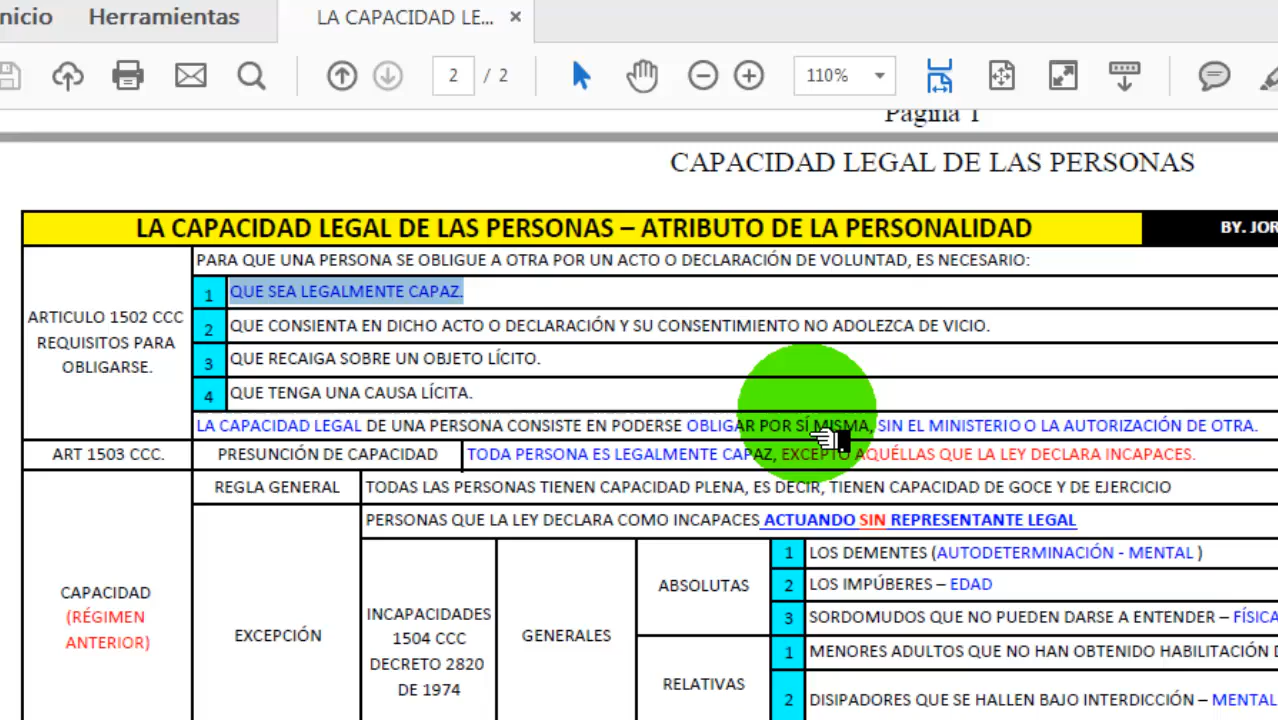 nicio Herramientas LA CAPACIDAD LE... ×
2 / 2 110%
Página 1
CAPACIDAD LEGAL DE LAS PERSONAS
LA CAPACIDAD LEGAL DE LAS PERSONAS – ATRIBUTO DE LA PERSONALIDAD BY. JOR
PARA QUE UNA PERSONA SE OBLIGUE A OTRA POR UN ACTO O DECLARACIÓN DE VOLUNTAD, ES NECESARIO:
ARTICULO 1502 CCC
REQUISITOS PARA
OBLIGARSE.
1 QUE SEA LEGALMENTE CAPAZ.
2 QUE CONSIENTA EN DICHO ACTO O DECLARACIÓN Y SU CONSENTIMIENTO NO ADOLEZCA DE VICIO.
3 QUE RECAIGA SOBRE UN OBJETO LÍCITO.
4 QUE TENGA UNA CAUSA LÍCITA.
LA CAPACIDAD LEGAL DE UNA PERSONA CONSISTE EN PODERSE OBLIGAR POR SÍ MISMA, SIN EL MINISTERIO O LA AUTORIZACIÓN DE OTRA.
ART 1503 CCC. PRESUNCIÓN DE CAPACIDAD TODA PERSONA ES LEGALMENTE CAPAZ, EXCEPTO AQUÉLLAS QUE LA LEY DECLARA INCAPACES.
REGLA GENERAL TODAS LAS PERSONAS TIENEN CAPACIDAD PLENA, ES DECIR, TIENEN CAPACIDAD DE GOCE Y DE EJERCICIO
PERSONAS QUE LA LEY DECLARA COMO INCAPACES ACTUANDO SIN REPRESENTANTE LEGAL
CAPACIDAD
(RÉGIMEN
ANTERIOR)
EXCEPCIÓN
INCAPACIDADES
1504 CCC
DECRETO 2820
DE 1974
GENERALES
ABSOLUTAS
1 LOS DEMENTES (AUTODETERMINACIÓN - MENTAL )
2 LOS IMPÚBERES – EDAD
3 SORDOMUDOS QUE NO PUEDEN DARSE A ENTENDER – FÍSICA
RELATIVAS
1 MENORES ADULTOS QUE NO HAN OBTENIDO HABILITACIÓN D
2 DISIPADORES QUE SE HALLEN BAJO INTERDICCIÓN – MENTAL